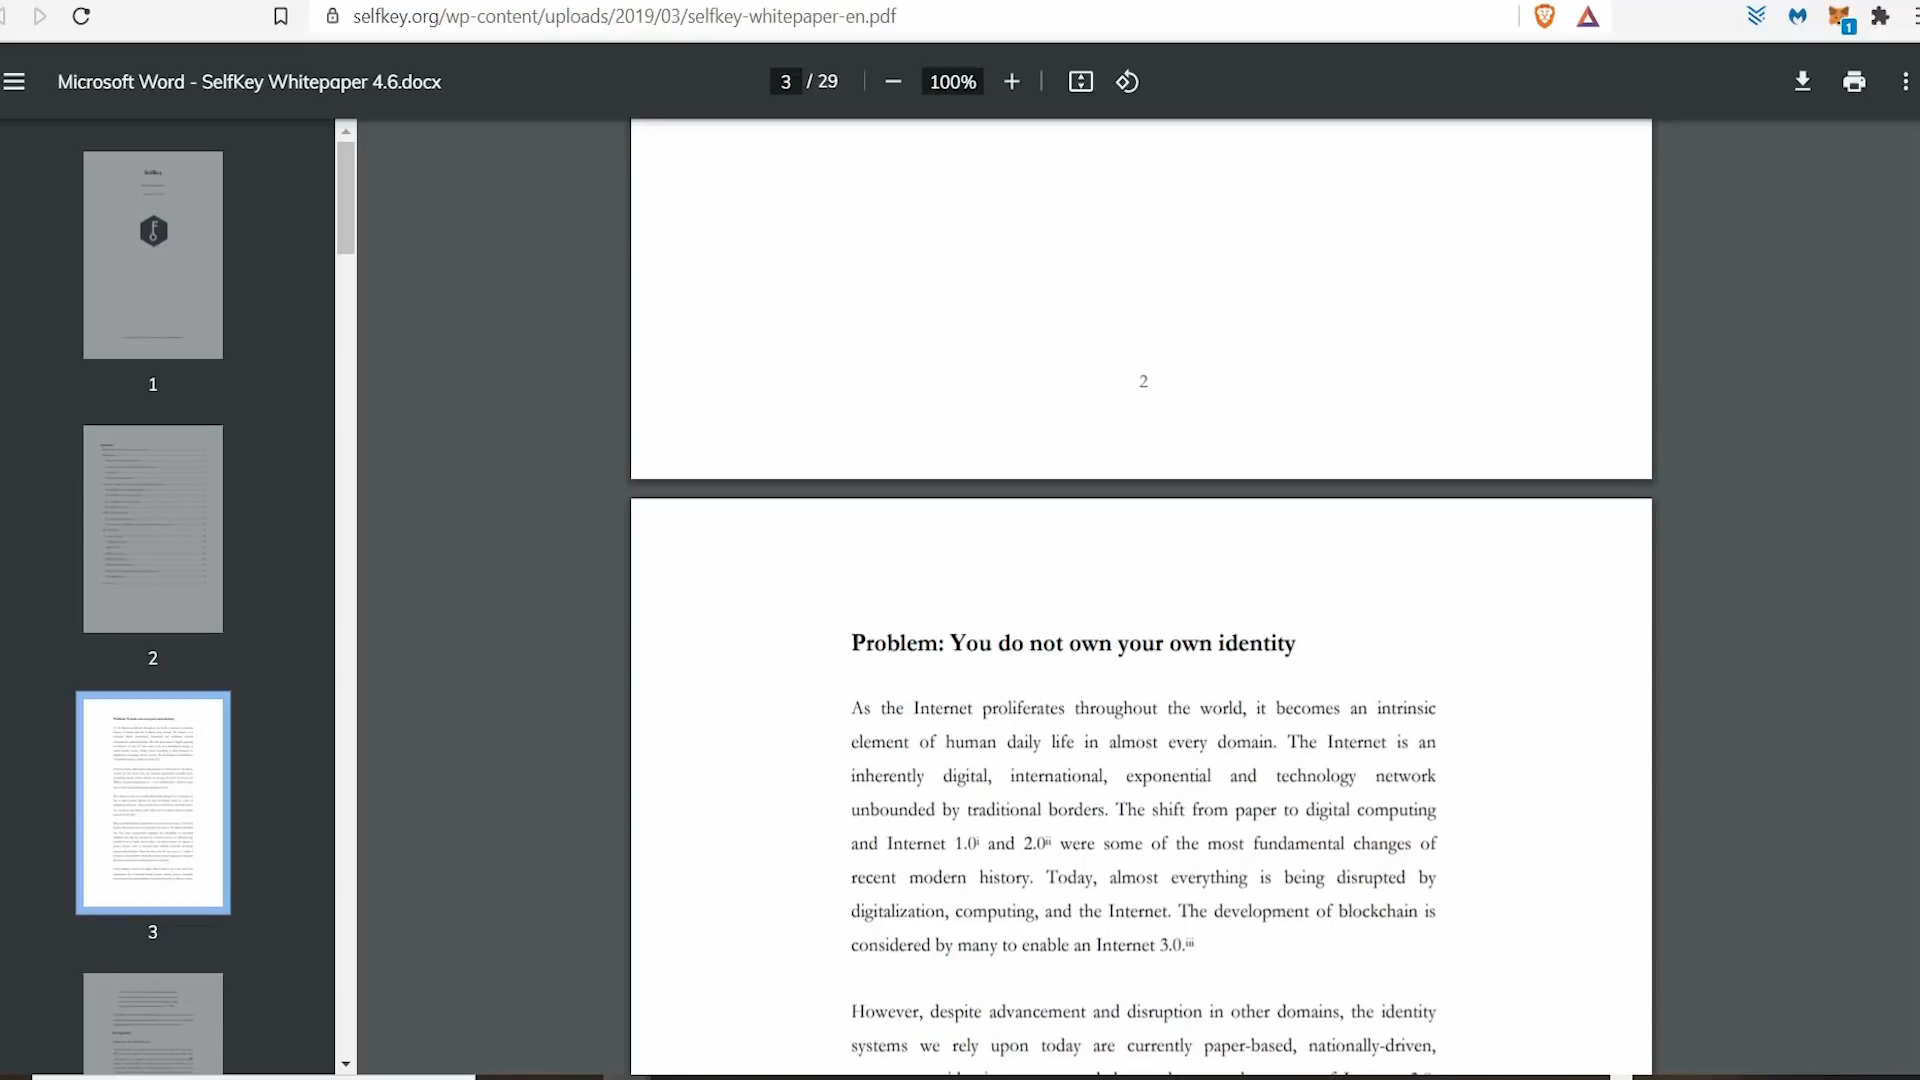 selfkey.org/wp-content/uploads/2019/03/selfkey-whitepaper-en.pdf
1
Microsoft Word - SelfKey Whitepaper 4.6.docx
3 / 29
100%
SelfKey
1
2
3
2
Problem: You do not own your own identity
As the Internet proliferates throughout the world, it becomes an intrinsic
element of human daily life in almost every domain. The Internet is an
inherently digital, international, exponential and technology network
unbounded by traditional borders. The shift from paper to digital computing
and Internet 1.0ⁱ and 2.0ⁱⁱ were some of the most fundamental changes of
recent modern history. Today, almost everything is being disrupted by
digitalization, computing, and the Internet. The development of blockchain is
considered by many to enable an Internet 3.0.ⁱⁱⁱ
However, despite advancement and disruption in other domains, the identity
systems we rely upon today are currently paper-based, nationally-driven,